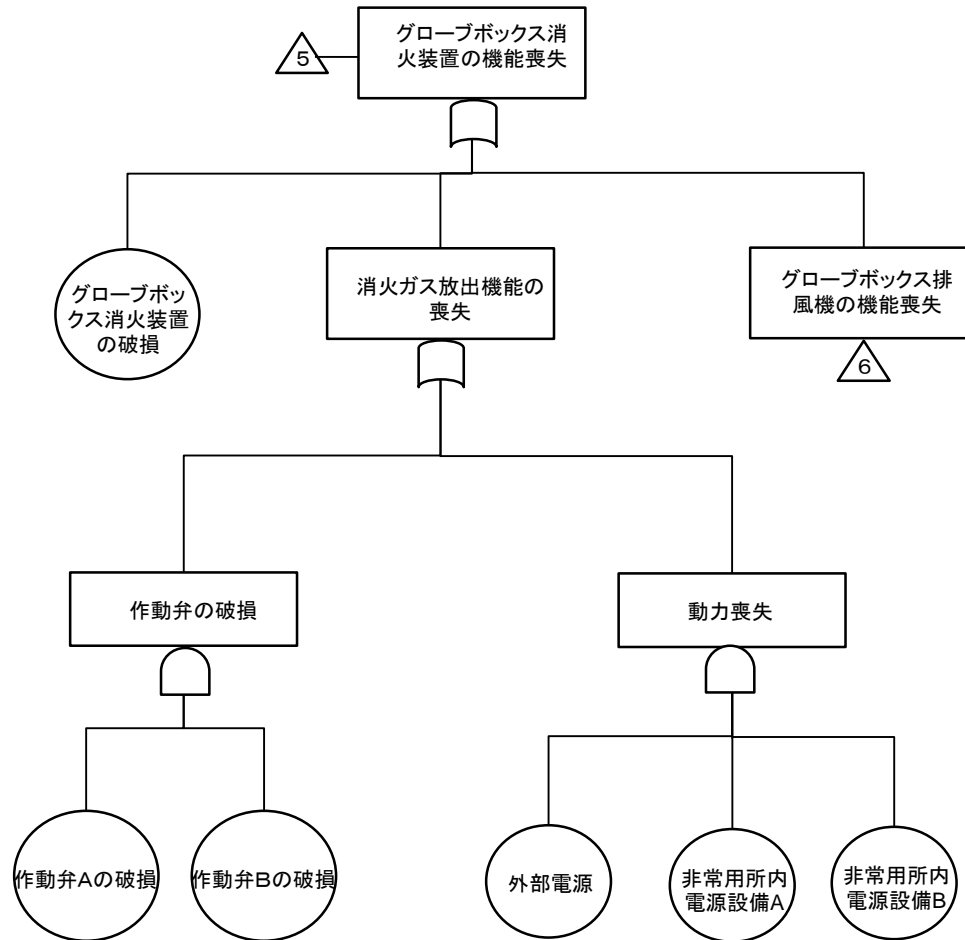 グローブボックス消
火装置の機能喪失
5
グローブボッ
クス消火装置
の破損
消火ガス放出機能の
喪失
グローブボックス排
風機の機能喪失
6
作動弁の破損
動力喪失
作動弁Aの破損
作動弁Bの破損
外部電源
非常用所内
電源設備A
非常用所内
電源設備B